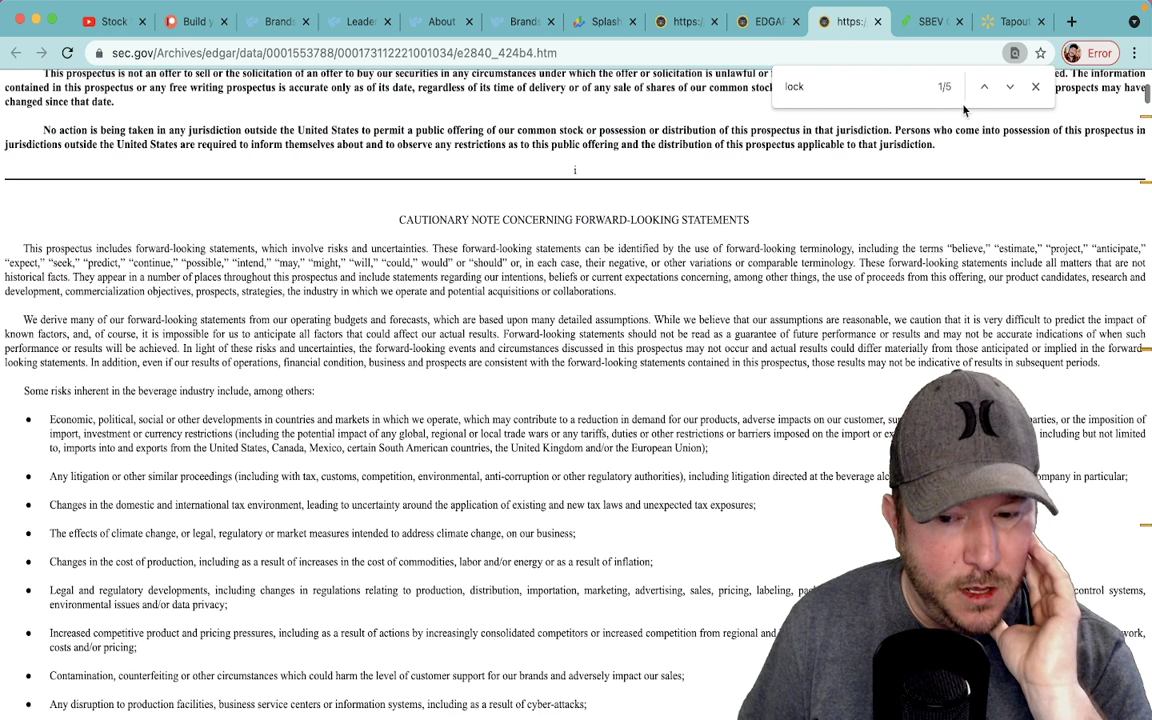 Stock
Build y
Brands
Leader
About
Brands
Splash
https:/
EDGAR
https:/
SBEV
Tapout
sec.gov/Archives/edgar/data/0001553788/000173112221001034/e2840_424b4.htm
Error
lock 1/5
This prospectus is not an offer to sell or the solicitation of an offer to buy our securities in any circumstances under which the offer or solicitation is unlawful or ed. The information
contained in this prospectus or any free writing prospectus is accurate only as of its date, regardless of its time of delivery or of any sale of shares of our common stock prospects may have
changed since that date.
No action is being taken in any jurisdiction outside the United States to permit a public offering of our common stock or possession or distribution of this prospectus in that jurisdiction. Persons who come into possession of this prospectus in
jurisdictions outside the United States are required to inform themselves about and to observe any restrictions as to this public offering and the distribution of this prospectus applicable to that jurisdiction.
i
CAUTIONARY NOTE CONCERNING FORWARD-LOOKING STATEMENTS
This prospectus includes forward-looking statements, which involve risks and uncertainties. These forward-looking statements can be identified by the use of forward-looking terminology, including the terms “believe,” “estimate,” “project,” “anticipate,”
“expect,” “seek,” “predict,” “continue,” “possible,” “intend,” “may,” “might,” “will,” “could,” would” or “should” or, in each case, their negative, or other variations or comparable terminology. These forward-looking statements include all matters that are not
historical facts. They appear in a number of places throughout this prospectus and include statements regarding our intentions, beliefs or current expectations concerning, among other things, the use of proceeds from this offering, our product candidates, research and
development, commercialization objectives, prospects, strategies, the industry in which we operate and potential acquisitions or collaborations.
We derive many of our forward-looking statements from our operating budgets and forecasts, which are based upon many detailed assumptions. While we believe that our assumptions are reasonable, we caution that it is very difficult to predict the impact of
known factors, and, of course, it is impossible for us to anticipate all factors that could affect our actual results. Forward-looking statements should not be read as a guarantee of future performance or results and may not be accurate indications of when such
performance or results will be achieved. In light of these risks and uncertainties, the forward-looking events and circumstances discussed in this prospectus may not occur and actual results could differ materially from those anticipated or implied in the forward-
looking statements. In addition, even if our results of operations, financial condition, business and prospects are consistent with the forward-looking statements contained in this prospectus, those results may not be indicative of results in subsequent periods.
Some risks inherent in the beverage industry include, among others:
● Economic, political, social or other developments in countries and markets in which we operate, which may contribute to a reduction in demand for our products, adverse impacts on our customer, su parties, or the imposition of
import, investment or currency restrictions (including the potential impact of any global, regional or local trade wars or any tariffs, duties or other restrictions or barriers imposed on the import or ex including but not limited
to, imports into and exports from the United States, Canada, Mexico, certain South American countries, the United Kingdom and/or the European Union);
● Any litigation or other similar proceedings (including with tax, customs, competition, environmental, anti-corruption or other regulatory authorities), including litigation directed at the beverage alc ompany in particular;
● Changes in the domestic and international tax environment, leading to uncertainty around the application of existing and new tax laws and unexpected tax exposures;
● The effects of climate change, or legal, regulatory or market measures intended to address climate change, on our business;
● Changes in the cost of production, including as a result of increases in the cost of commodities, labor and/or energy or as a result of inflation;
● Legal and regulatory developments, including changes in regulations relating to production, distribution, importation, marketing, advertising, sales, pricing, labeling, pa control systems,
environmental issues and/or data privacy;
● Increased competitive product and pricing pressures, including as a result of actions by increasingly consolidated competitors or increased competition from regional and work,
costs and/or pricing;
● Contamination, counterfeiting or other circumstances which could harm the level of customer support for our brands and adversely impact our sales;
● Any disruption to production facilities, business service centers or information systems, including as a result of cyber-attacks;